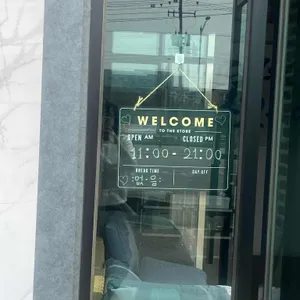 WELCOME
TO THE STORE
OPEN AM CLOSED PM
11:00 - 21:00
BREAK TIME DAY OFF